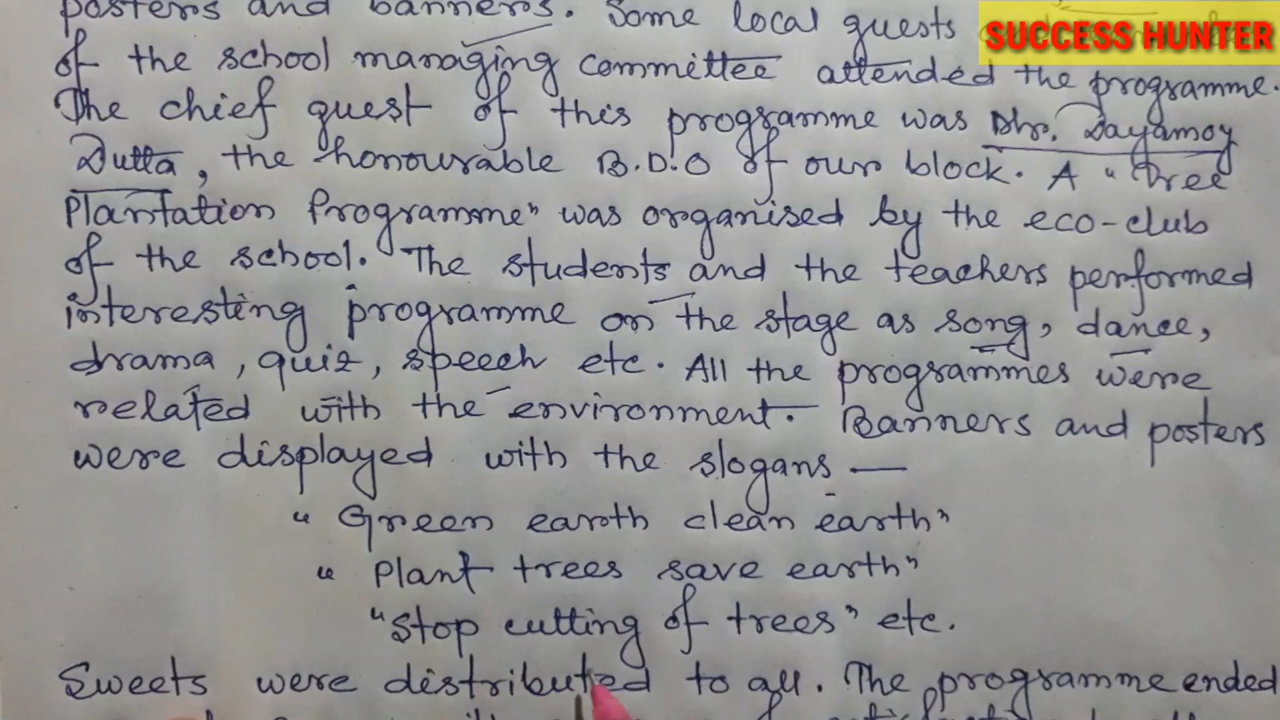 posters and banners. Some local guests
SUCCESS HUNTER
of the school managing committee attended the programme.
The chief guest of this programme was Shr. Dayamoy
Dutta, the honourable B.D.O of our block. A "Tree
Plantation Programme" was organised by the eco-club
of the school. The students and the teachers performed
interesting programme on the stage as song, dance,
drama, quiz, speech etc. All the programmes were
related with the environment. Banners and posters
were displayed with the slogans —
"Green earth clean earth"
"Plant trees save earth"
"Stop cutting of trees" etc.
Sweets were distributed to all. The programme ended